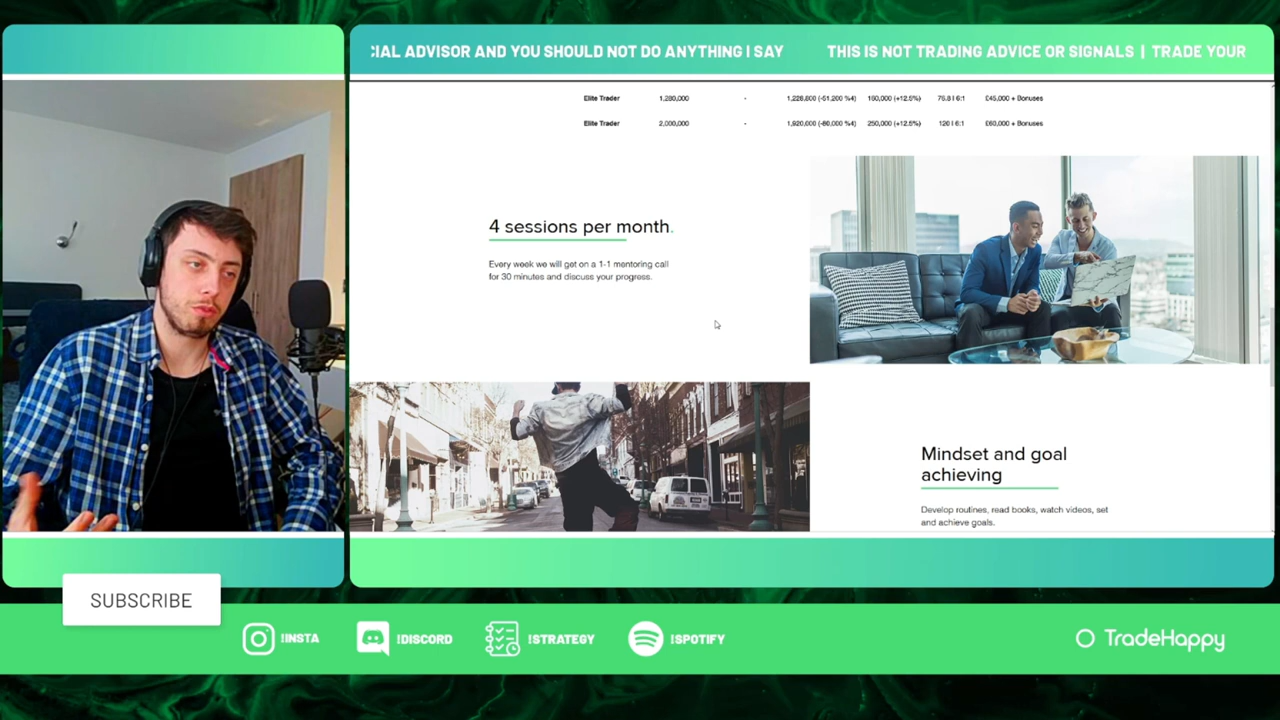 CIAL ADVISOR AND YOU SHOULD NOT DO ANYTHING I SAY THIS IS NOT TRADING ADVICE OR SIGNALS | TRADE YOUR
Elite Trader 1,280,000 - 1,228,800 (-51,200 %4) 160,000 (+12.5%) 76.8 | 6:1 £45,000 + Bonuses
Elite Trader 2,000,000 - 1,920,000 (-80,000 %4) 250,000 (+12.5%) 120 | 6:1 £60,000 + Bonuses
4 sessions per month.
Every week we will get on a 1-1 mentoring call
for 30 minutes and discuss your progress.
Mindset and goal
achieving
Develop routines, read books, watch videos, set
and achieve goals.
SUBSCRIBE
!INSTA !DISCORD !STRATEGY !SPOTIFY TradeHappy